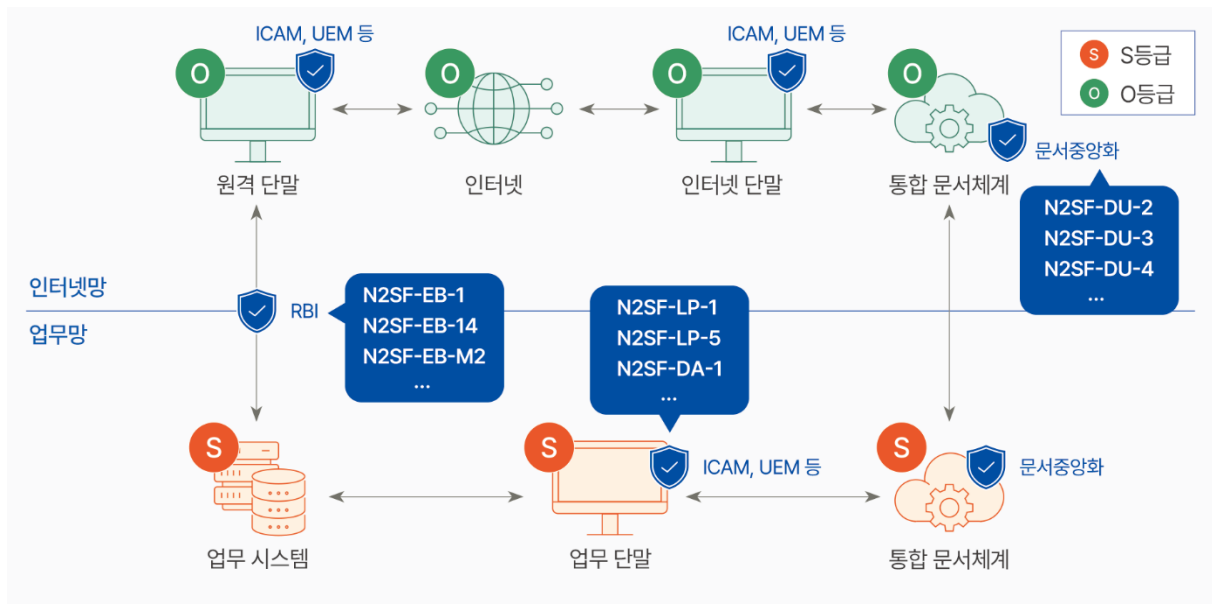 ICAM, UEM 등
ICAM, UEM 등
S S등급
O O등급
O
O
O
O
문서중앙화
원격 단말
인터넷
인터넷 단말
통합 문서체계
N2SF-DU-2
N2SF-DU-3
N2SF-DU-4
...
인터넷망
업무망
RBI
N2SF-EB-1
N2SF-EB-14
N2SF-EB-M2
...
N2SF-LP-1
N2SF-LP-5
N2SF-DA-1
...
S
S
S
ICAM, UEM 등
문서중앙화
업무 시스템
업무 단말
통합 문서체계